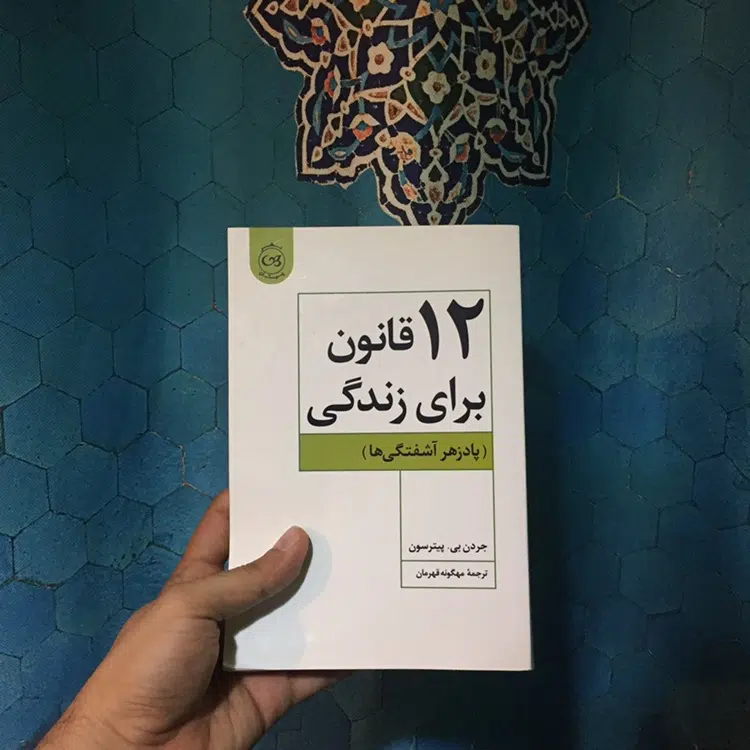 ۱۲ قانون
برای زندگی
(پادزهر آشفتگی‌ها)
جردن بی. پیترسون
ترجمهٔ مهگونه قهرمان